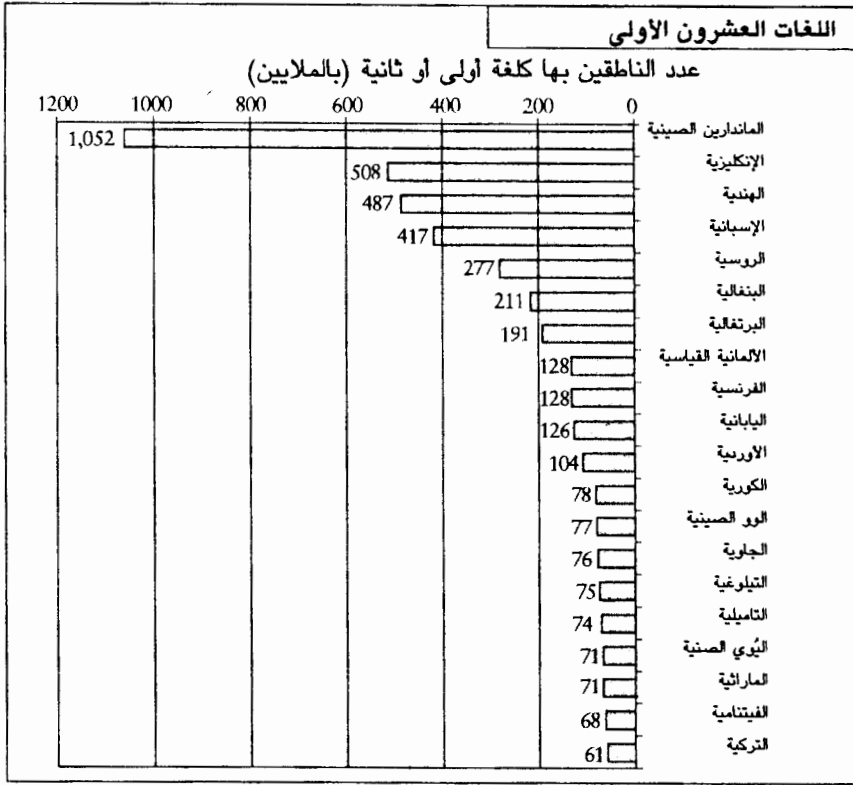 اللغات العشرون الأولى
عدد الناطقين بها كلغة أولى أو ثانية (بالملايين)
1200 1000 800 600 400 200 0
الماندارين الصينية 1,052
الإنكليزية 508
الهندية 487
الإسبانية 417
الروسية 277
البنغالية 211
البرتغالية 191
الألمانية القياسية 128
الفرنسية 128
اليابانية 126
الأوردية 104
الكورية 78
الوو الصينية 77
الجاوية 76
التيلوغية 75
التاميلية 74
اليُوي الصنية 71
الماراثية 71
الفيتنامية 68
التركية 61